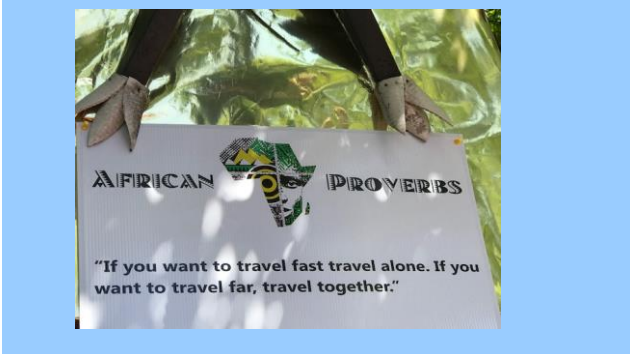 AFRICAN PROVERBS
"If you want to travel fast travel alone. If you
want to travel far, travel together."